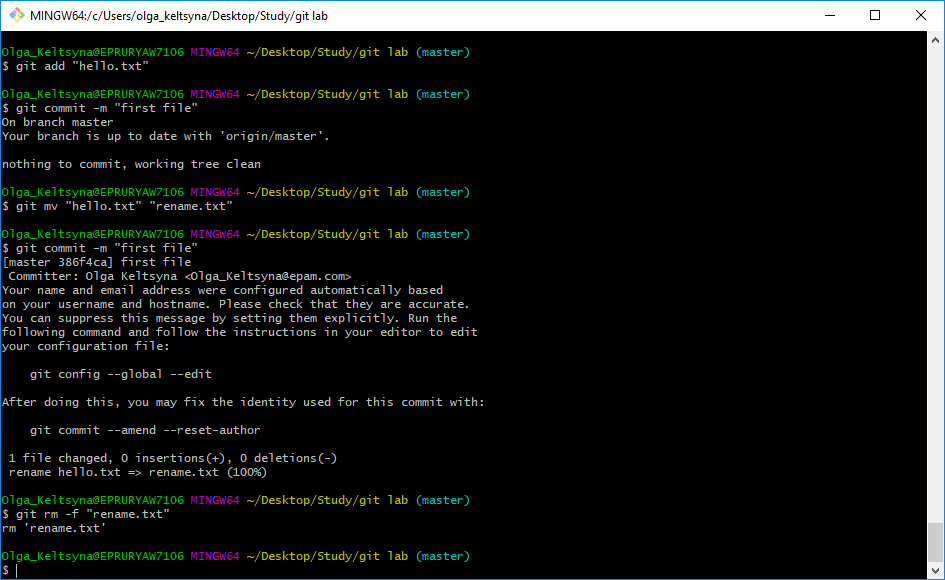 MINGW64:/c/Users/olga_keltsyna/Desktop/Study/git lab
Olga_Keltsyna@EPRURYAW7106 MINGW64 ~/Desktop/Study/git lab (master)
$ git add "hello.txt"
Olga_Keltsyna@EPRURYAW7106 MINGW64 ~/Desktop/Study/git lab (master)
$ git commit -m "first file"
On branch master
Your branch is up to date with 'origin/master'.
nothing to commit, working tree clean
Olga_Keltsyna@EPRURYAW7106 MINGW64 ~/Desktop/Study/git lab (master)
$ git mv "hello.txt" "rename.txt"
Olga_Keltsyna@EPRURYAW7106 MINGW64 ~/Desktop/Study/git lab (master)
$ git commit -m "first file"
[master 386f4ca] first file
Committer: Olga Keltsyna <Olga_Keltsyna@epam.com>
Your name and email address were configured automatically based
on your username and hostname. Please check that they are accurate.
You can suppress this message by setting them explicitly. Run the
following command and follow the instructions in your editor to edit
your configuration file:
git config --global --edit
After doing this, you may fix the identity used for this commit with:
git commit --amend --reset-author
1 file changed, 0 insertions(+), 0 deletions(-)
rename hello.txt => rename.txt (100%)
Olga_Keltsyna@EPRURYAW7106 MINGW64 ~/Desktop/Study/git lab (master)
$ git rm -f "rename.txt"
rm 'rename.txt'
Olga_Keltsyna@EPRURYAW7106 MINGW64 ~/Desktop/Study/git lab (master)
$